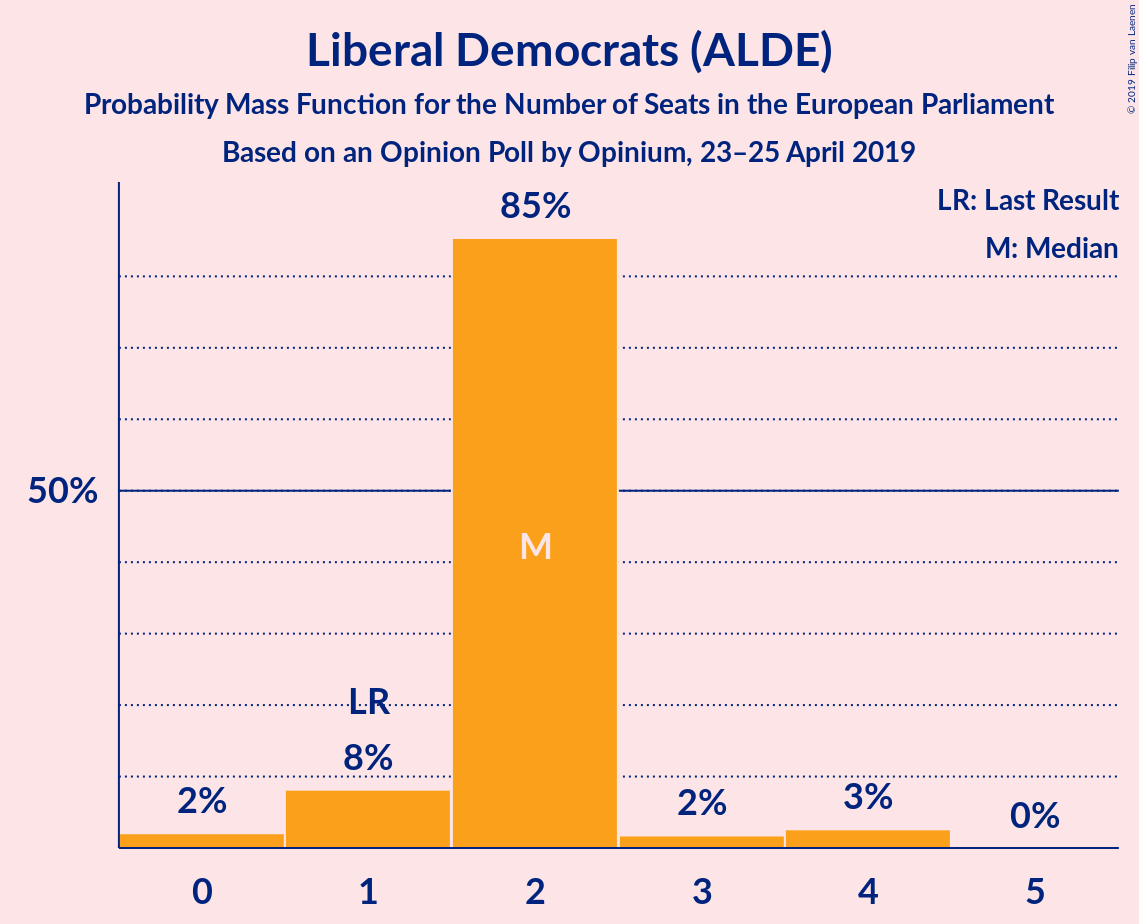 Liberal Democrats (ALDE)
Probability Mass Function for the Number of Seats in the European Parliament
Based on an Opinion Poll by Opinium, 23–25 April 2019
© 2019 Filip van Laenen
LR: Last Result
M: Median
85%
50%
M
LR
8%
2%
2%
3%
0%
0 1 2 3 4 5